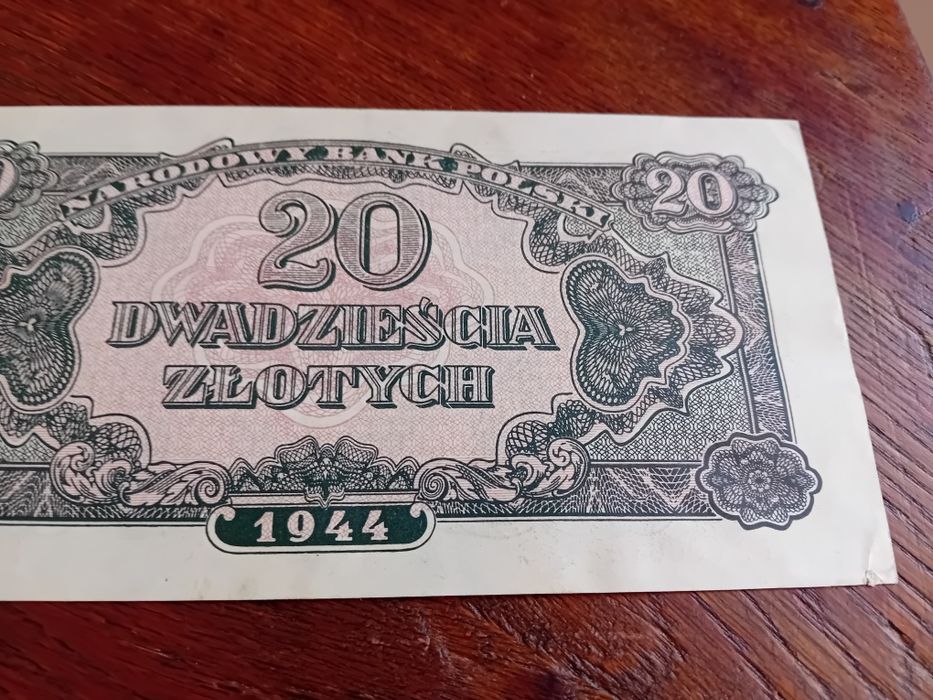 NARODOWY BANK POLSKI
20
20
DWADZIEŚCIA
ZŁOTYCH
1944